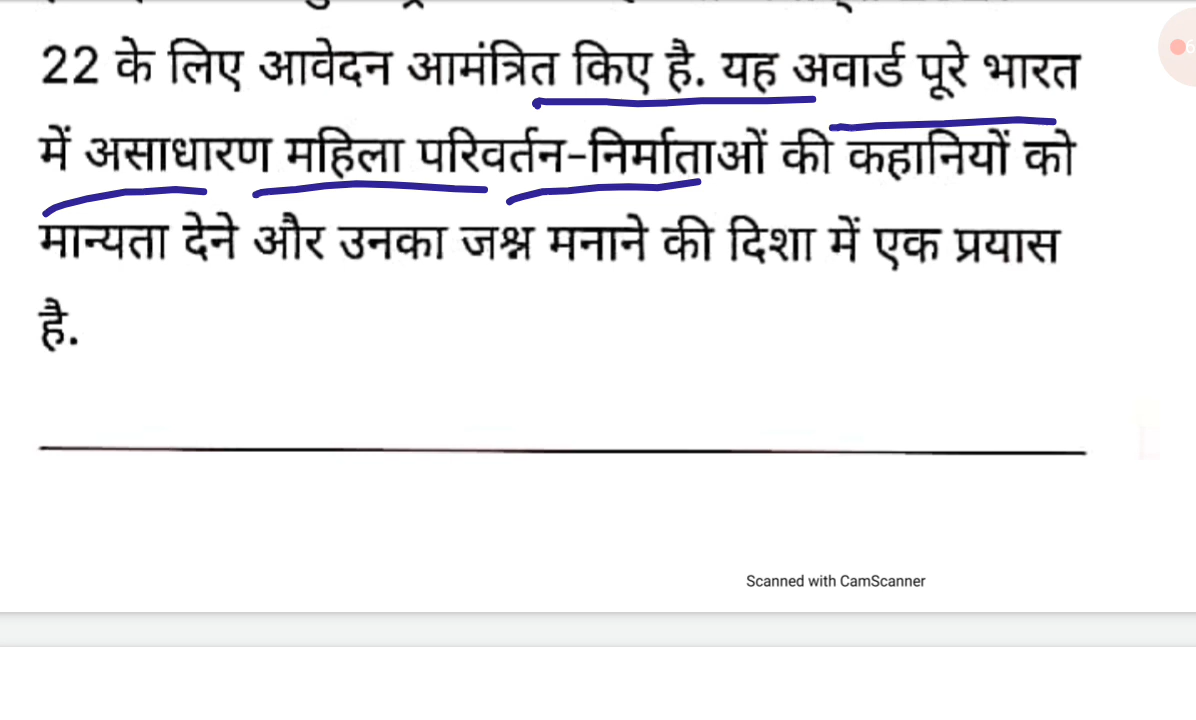 22 के लिए आवेदन आमंत्रित किए है. यह अवार्ड पूरे भारत
में असाधारण महिला परिवर्तन-निर्माताओं की कहानियों को
मान्यता देने और उनका जश्न मनाने की दिशा में एक प्रयास
है.
Scanned with CamScanner